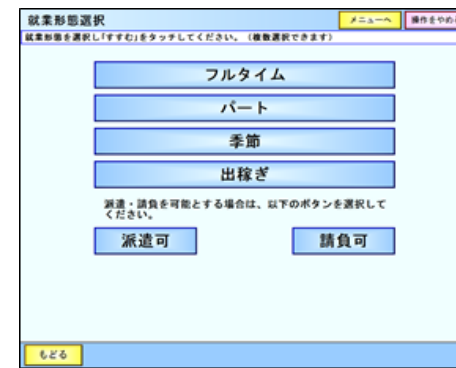 就業形態選択
メニューへ
操作をやめ
就業形態を選択し「すすむ」をタッチしてください。（複数選択できます）
フルタイム
パート
季節
出稼ぎ
派遣・請負を可能とする場合は、以下のボタンを選択して
ください。
派遣可
請負可
もどる